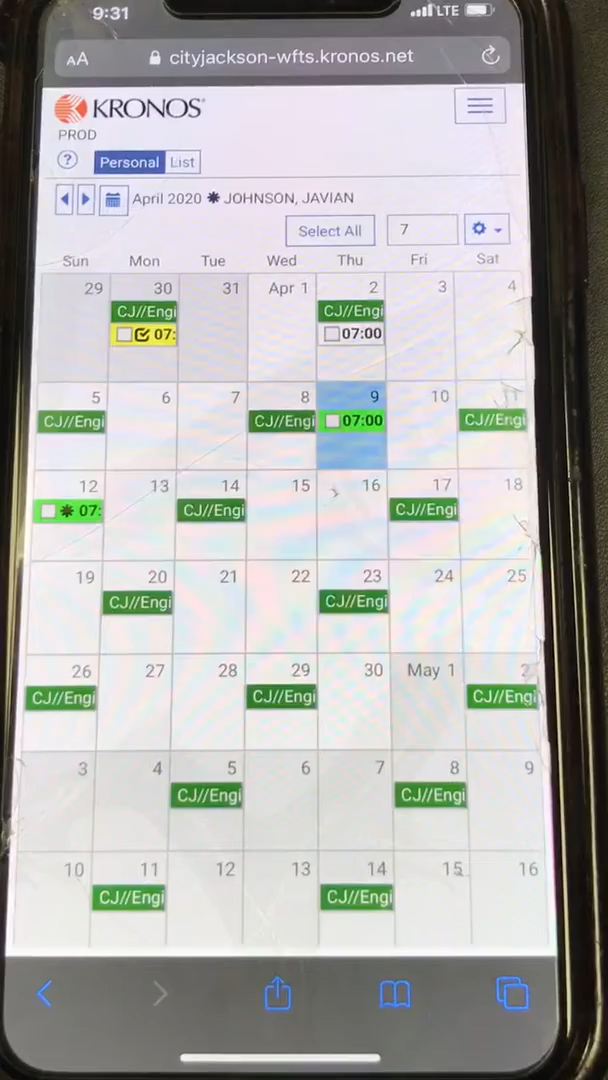 9:31
LTE
AA cityjackson-wfts.kronos.net
KRONOS
PROD
? Personal List
April 2020 JOHNSON, JAVIAN
Select All 7
Sun Mon Tue Wed Thu Fri Sat
29 30 31 Apr 1 2 3 4
CJ//Engi CJ//Engi
07: 07:00
5 6 7 8 9 10 11
CJ//Engi CJ//Engi 07:00 CJ//Engi
12 13 14 15 16 17 18
07: CJ//Engi CJ//Engi
19 20 21 22 23 24 25
CJ//Engi CJ//Engi
26 27 28 29 30 May 1 2
CJ//Engi CJ//Engi CJ//Engi
3 4 5 6 7 8 9
CJ//Engi CJ//Engi
10 11 12 13 14 15 16
CJ//Engi CJ//Engi